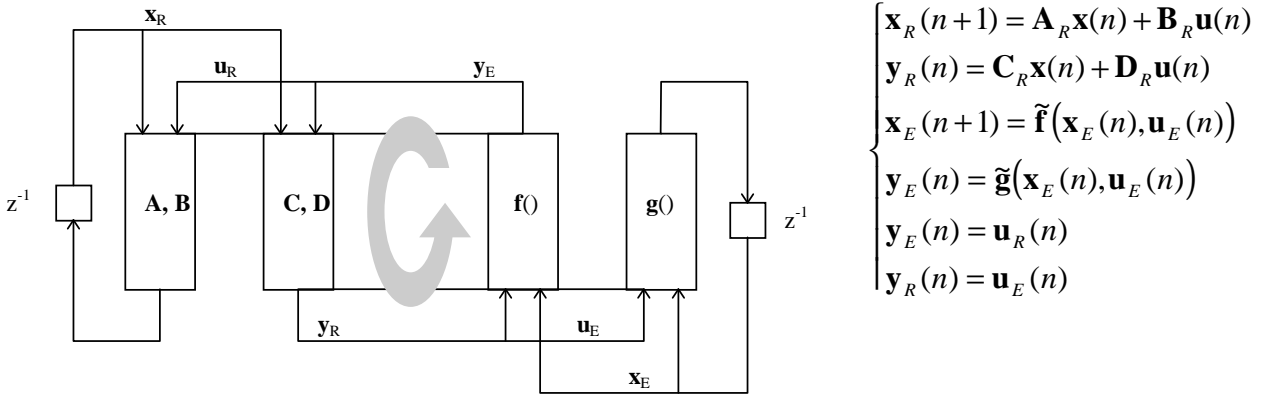 x_R
u_R
y_E
z^-1
A, B
C, D
f()
g()
z^-1
y_R
u_E
x_E
x_R(n+1) = A_R x(n) + B_R u(n)
y_R(n) = C_R x(n) + D_R u(n)
x_E(n+1) = f̃(x_E(n), u_E(n))
y_E(n) = g̃(x_E(n), u_E(n))
y_E(n) = u_R(n)
y_R(n) = u_E(n)